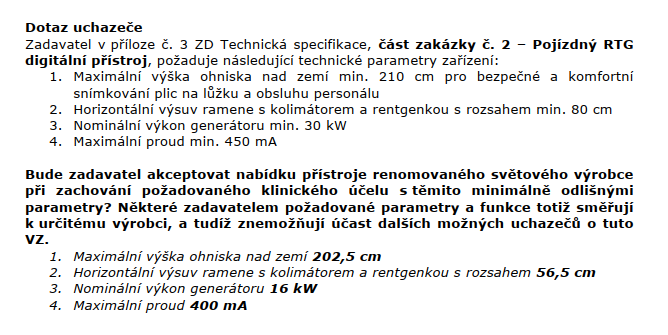 Dotaz uchazeče
Zadavatel v příloze č. 3 ZD Technická specifikace, část zakázky č. 2 – Pojízdný RTG
digitální přístroj, požaduje následující technické parametry zařízení:
1. Maximální výška ohniska nad zemí min. 210 cm pro bezpečné a komfortní
snímkování plic na lůžku a obsluhu personálu
2. Horizontální výsuv ramene s kolimátorem a rentgenkou s rozsahem min. 80 cm
3. Nominální výkon generátoru min. 30 kW
4. Maximální proud min. 450 mA
Bude zadavatel akceptovat nabídku přístroje renomovaného světového výrobce
při zachování požadovaného klinického účelu s těmito minimálně odlišnými
parametry? Některé zadavatelem požadované parametry a funkce totiž směřují
k určitému výrobci, a tudíž znemožňují účast dalších možných uchazečů o tuto
VZ.
1. Maximální výška ohniska nad zemí 202,5 cm
2. Horizontální výsuv ramene s kolimátorem a rentgenkou s rozsahem 56,5 cm
3. Nominální výkon generátoru 16 kW
4. Maximální proud 400 mA